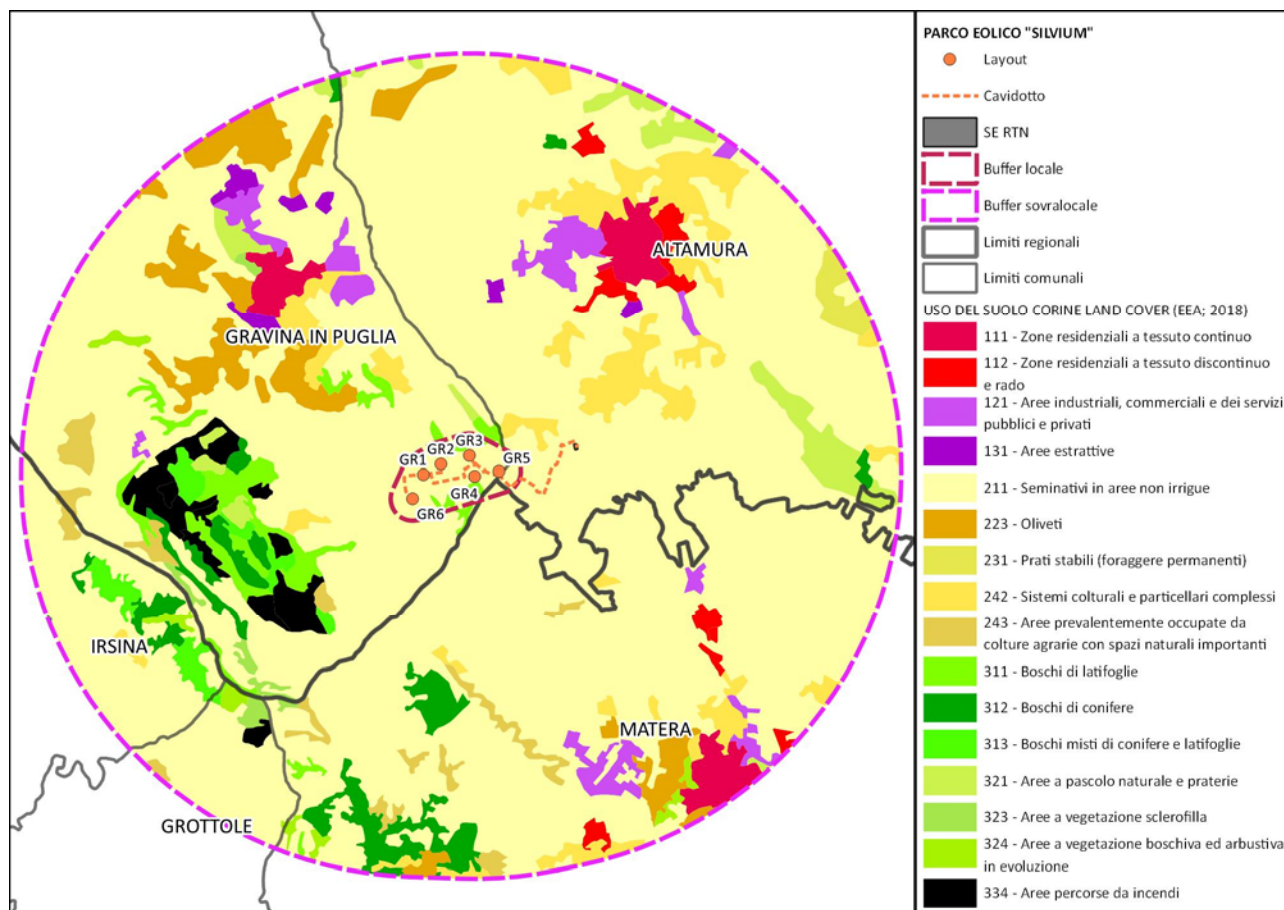 ALTAMURA
GRAVINA IN PUGLIA
GR3
GR2
GR1
GR5
GR4
GR6
IRSINA
MATERA
GROTTOLE
PARCO EOLICO "SILVIUM"
Layout
Cavidotto
SE RTN
Buffer locale
Buffer sovralocale
Limiti regionali
Limiti comunali
USO DEL SUOLO CORINE LAND COVER (EEA; 2018)
111 - Zone residenziali a tessuto continuo
112 - Zone residenziali a tessuto discontinuo
e rado
121 - Aree industriali, commerciali e dei servizi
pubblici e privati
131 - Aree estrattive
211 - Seminativi in aree non irrigue
223 - Oliveti
231 - Prati stabili (foraggere permanenti)
242 - Sistemi colturali e particellari complessi
243 - Aree prevalentemente occupate da
colture agrarie con spazi naturali importanti
311 - Boschi di latifoglie
312 - Boschi di conifere
313 - Boschi misti di conifere e latifoglie
321 - Aree a pascolo naturale e praterie
323 - Aree a vegetazione sclerofilla
324 - Aree a vegetazione boschiva ed arbustiva
in evoluzione
334 - Aree percorse da incendi